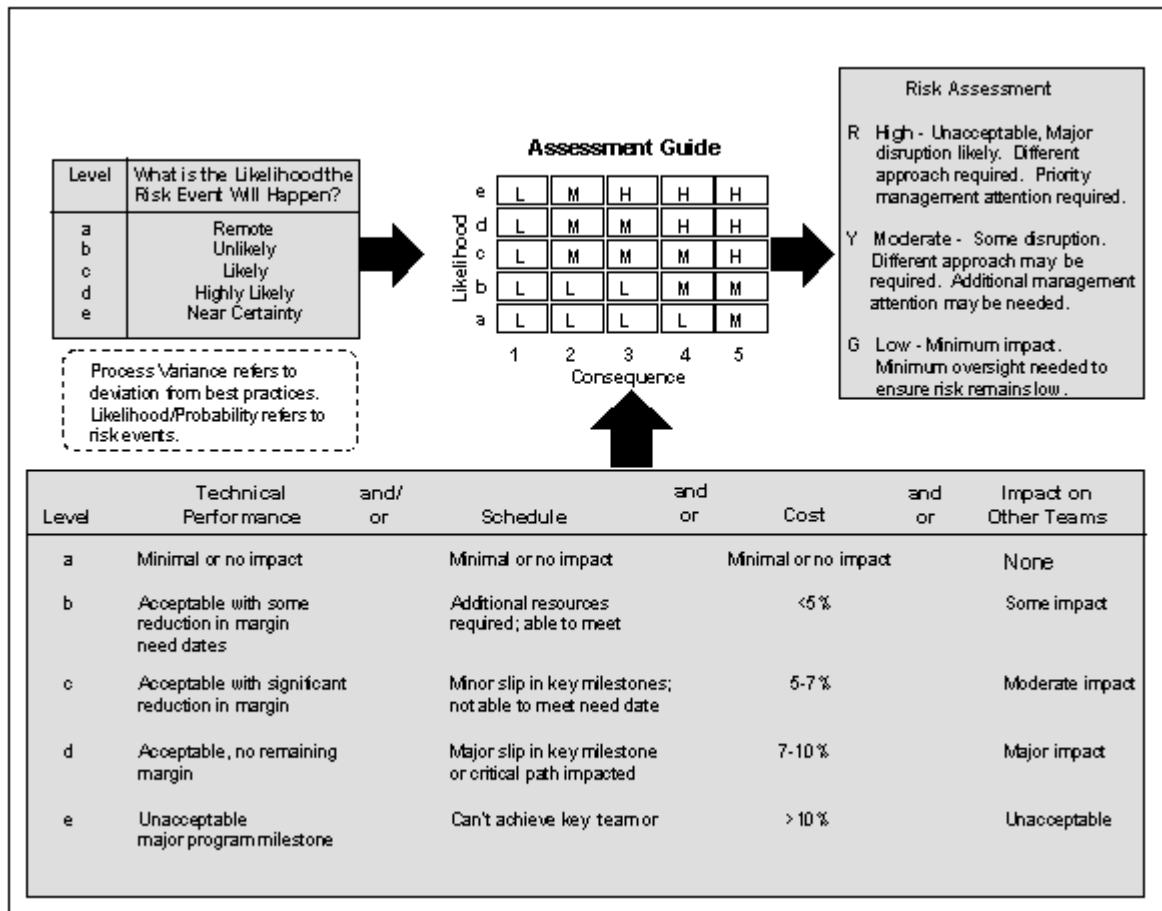 Assessment Guide
Level
What is the Likelihood the
Risk Event Will Happen?
a Remote
b Unlikely
c Likely
d Highly Likely
e Near Certainty
Process Variance refers to
deviation from best practices.
Likelihood/Probability refers to
risk events.
Likelihood
e L M H H H
d L M M H H
c L M M M H
b L L L M M
a L L L L M
1 2 3 4 5
Consequence
Risk Assessment
R High - Unacceptable, Major
disruption likely. Different
approach required. Priority
management attention required.
Y Moderate - Some disruption.
Different approach may be
required. Additional management
attention may be needed.
G Low - Minimum impact.
Minimum oversight needed to
ensure risk remains low.
Technical and/ and and Impact on
Level Performance or Schedule or Cost or Other Teams
a Minimal or no impact Minimal or no impact Minimal or no impact None
b Acceptable with some Additional resources <5% Some impact
reduction in margin required; able to meet
need dates
c Acceptable with significant Minor slip in key milestones; 5-7% Moderate impact
reduction in margin not able to meet need date
d Acceptable, no remaining Major slip in key milestone 7-10% Major impact
margin or critical path impacted
e Unacceptable Can't achieve key team or >10% Unacceptable
major program milestone